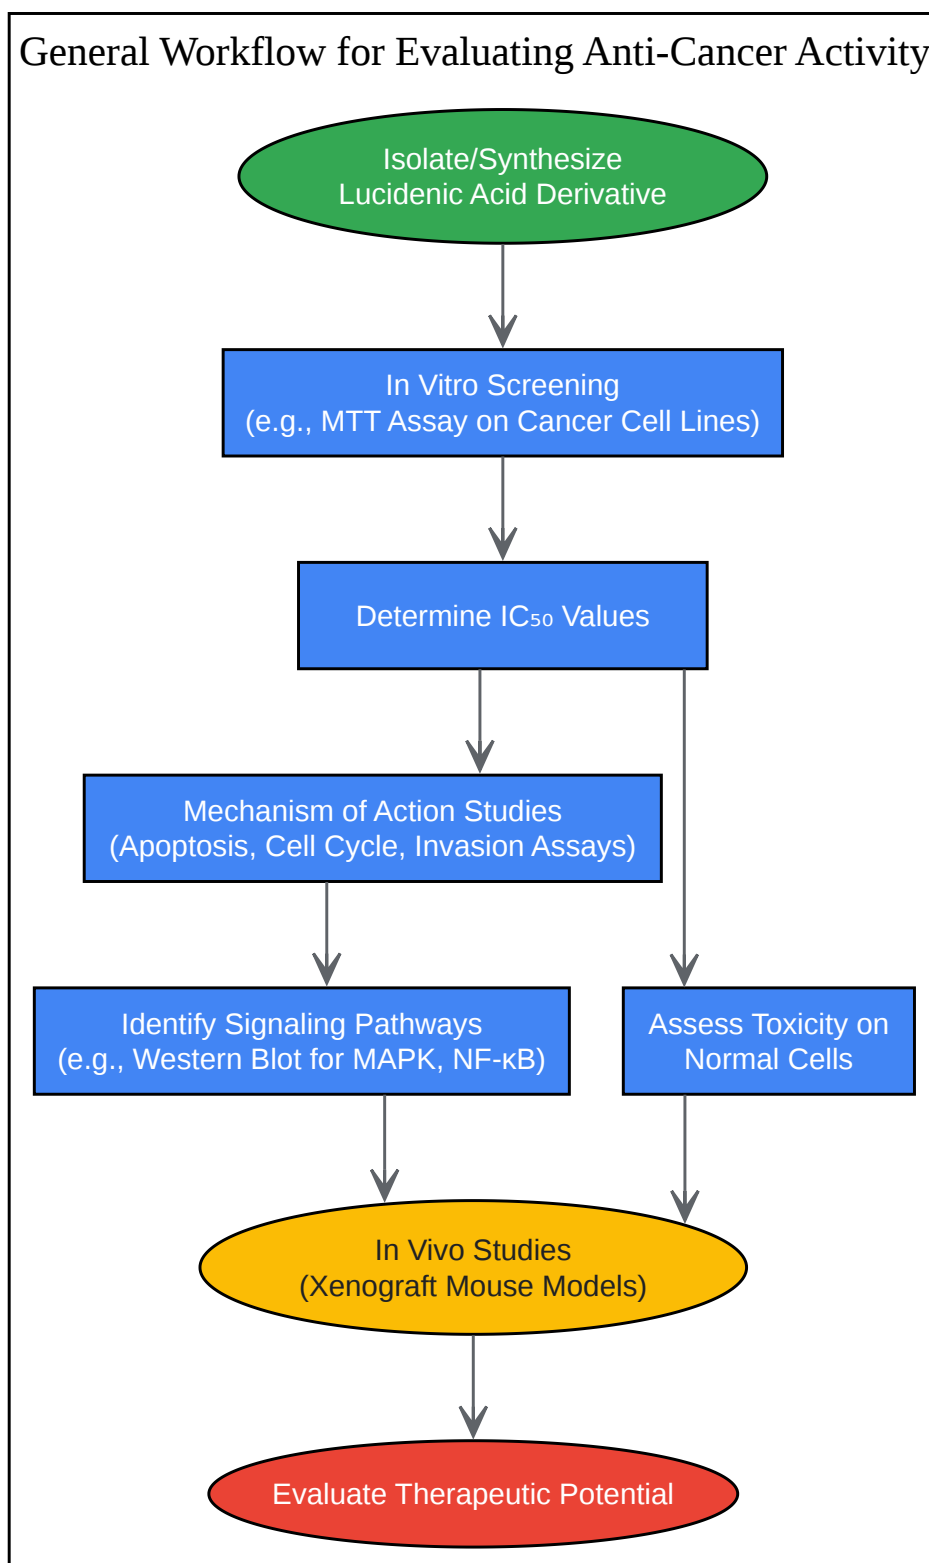 General Workflow for Evaluating Anti-Cancer Activity
Isolate/Synthesize
Lucidenic Acid Derivative
In Vitro Screening
(e.g., MTT Assay on Cancer Cell Lines)
Determine IC₅₀ Values
Mechanism of Action Studies
(Apoptosis, Cell Cycle, Invasion Assays)
Identify Signaling Pathways
(e.g., Western Blot for MAPK, NF-κB)
Assess Toxicity on
Normal Cells
In Vivo Studies
(Xenograft Mouse Models)
Evaluate Therapeutic Potential